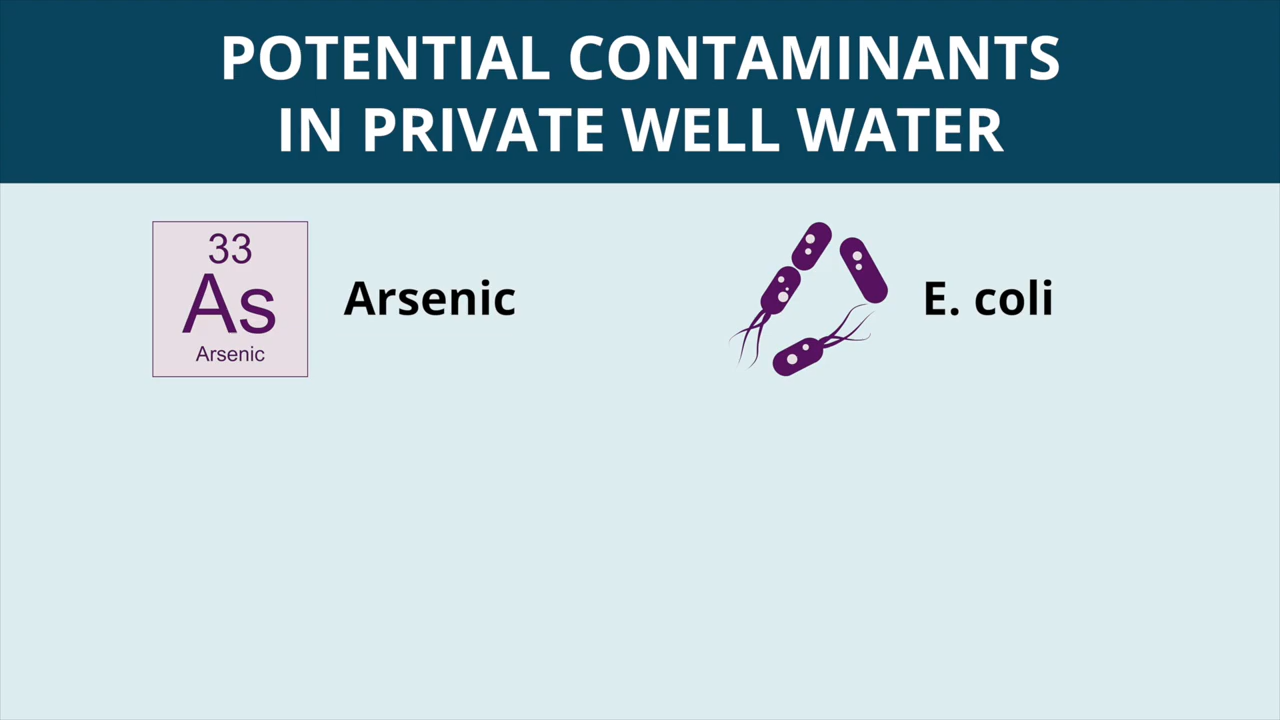 POTENTIAL CONTAMINANTS
IN PRIVATE WELL WATER
33
As
Arsenic
Arsenic
E. coli